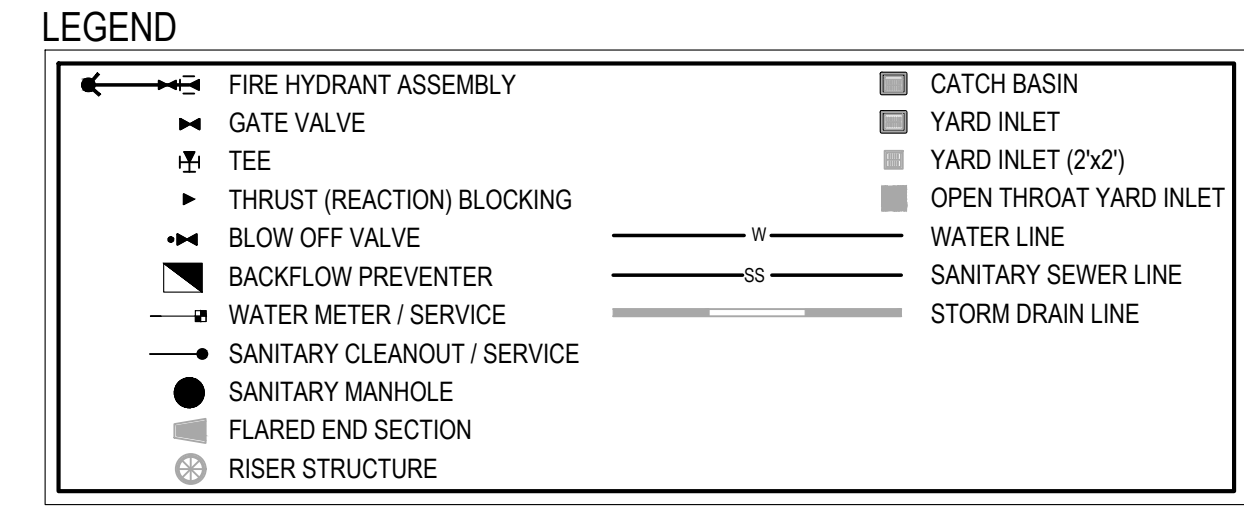 LEGEND
FIRE HYDRANT ASSEMBLY
GATE VALVE
TEE
THRUST (REACTION) BLOCKING
BLOW OFF VALVE
BACKFLOW PREVENTER
WATER METER / SERVICE
SANITARY CLEANOUT / SERVICE
SANITARY MANHOLE
FLARED END SECTION
RISER STRUCTURE
CATCH BASIN
YARD INLET
YARD INLET (2'x2')
OPEN THROAT YARD INLET
W WATER LINE
SS SANITARY SEWER LINE
STORM DRAIN LINE